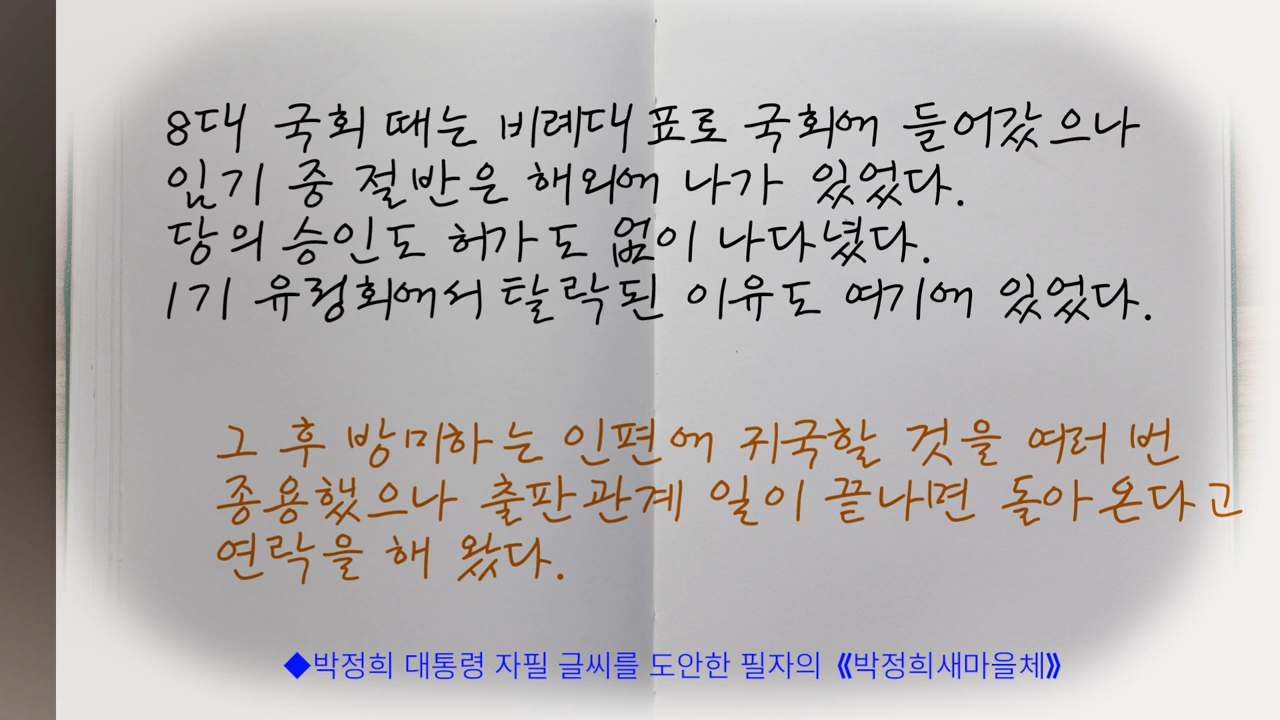 8대 국회 때는 비례대표로 국회에 들어갔으나
임기 중 절반은 해외에 나가 있었다.
당의 승인도 허가도 없이 나다녔다.
1기 유정회에서 탈락된 이유도 여기에 있었다.
그 후 방미하는 인편에 귀국할 것을 여러 번
종용했으나 출판관계 일이 끝나면 돌아온다고
연락을 해 왔다.
◆박정희 대통령 자필 글씨를 도안한 필자의 《박정희새마을체》